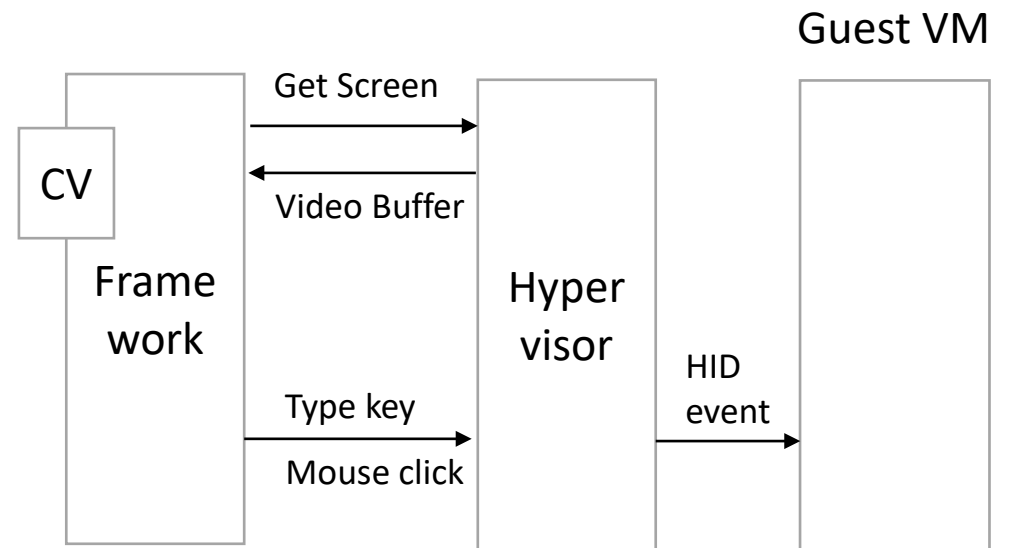 Guest VM
Get Screen
CV
Video Buffer
Frame
work
Hyper
visor
HID
event
Type key
Mouse click